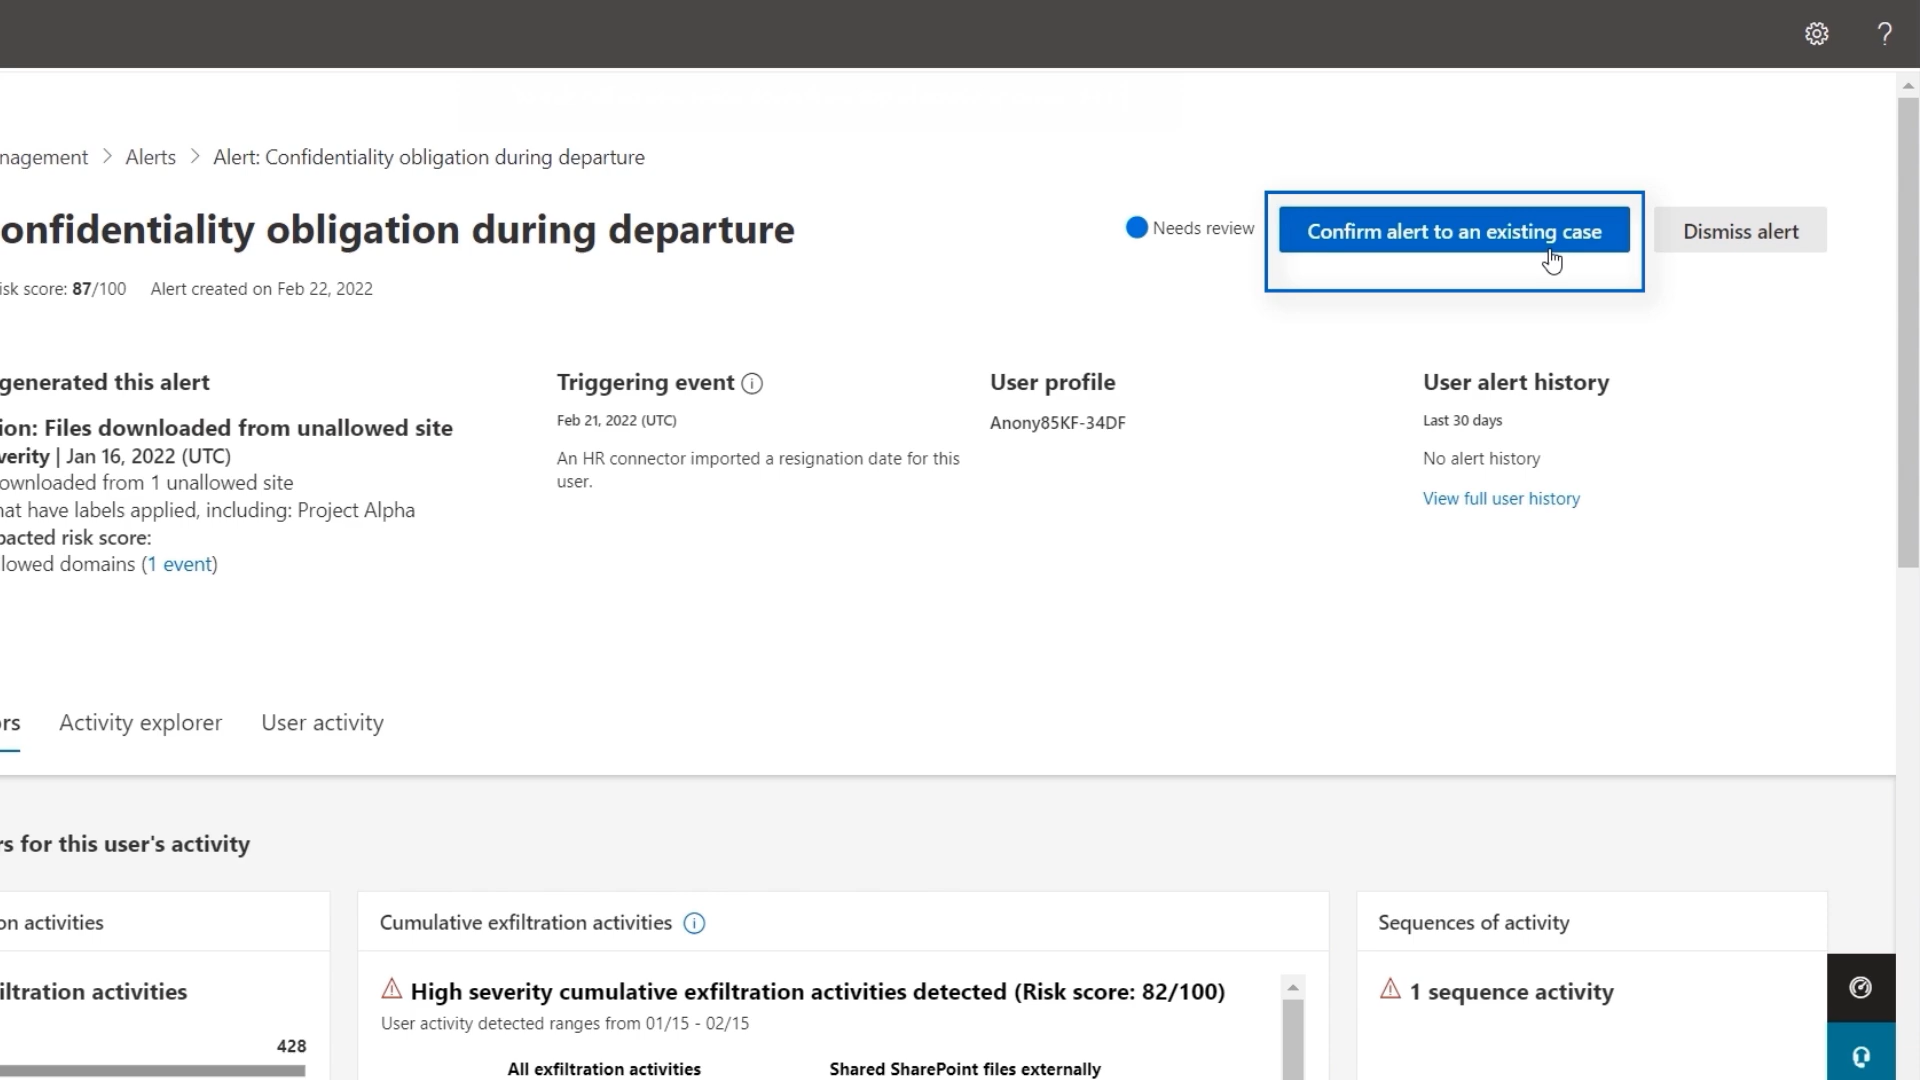 nagement > Alerts > Alert: Confidentiality obligation during departure
onfidentiality obligation during departure
Needs review
Confirm alert to an existing case
Dismiss alert
isk score: 87/100 Alert created on Feb 22, 2022
generated this alert
ion: Files downloaded from unallowed site
verity | Jan 16, 2022 (UTC)
ownloaded from 1 unallowed site
hat have labels applied, including: Project Alpha
pacted risk score:
lowed domains (1 event)
Triggering event
Feb 21, 2022 (UTC)
An HR connector imported a resignation date for this
user.
User profile
Anony85KF-34DF
User alert history
Last 30 days
No alert history
View full user history
ors Activity explorer User activity
rs for this user's activity
on activities
iltration activities
428
Cumulative exfiltration activities
High severity cumulative exfiltration activities detected (Risk score: 82/100)
User activity detected ranges from 01/15 - 02/15
All exfiltration activities
Shared SharePoint files externally
Sequences of activity
1 sequence activity